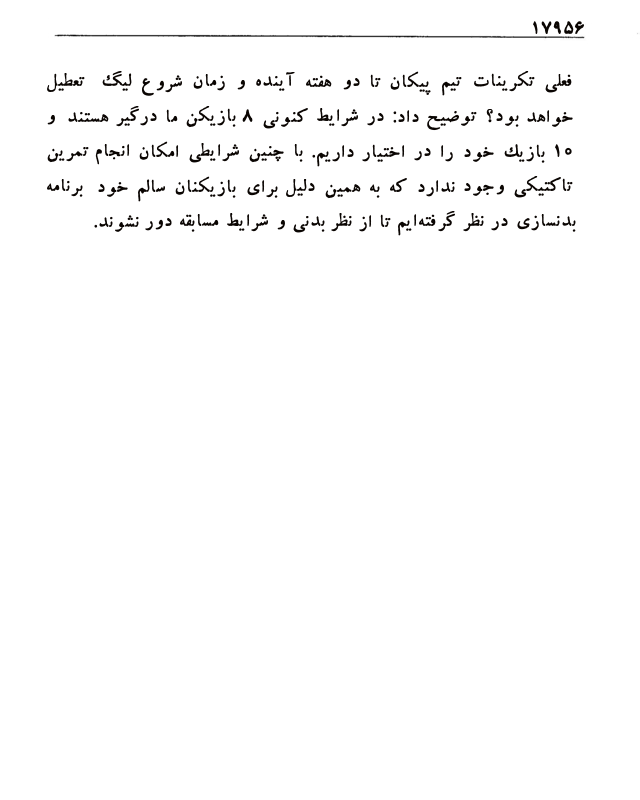 ۱۷۹۵۶
فعلی تکرینات تیم پیکان تا دو هفته آینده و زمان شروع لیگ تعطیل
خواهد بود؟ توضیح داد: در شرایط کنونی ۸ بازیکن ما درگیر هستند و
۱۰ بازیك خود را در اختیار داریم. با چنین شرایطی امکان انجام تمرین
تاکتیکی وجود ندارد که به همین دلیل برای بازیکنان سالم خود برنامه
بدنسازی در نظر گرفته‌ایم تا از نظر بدنی و شرایط مسابقه دور نشوند.